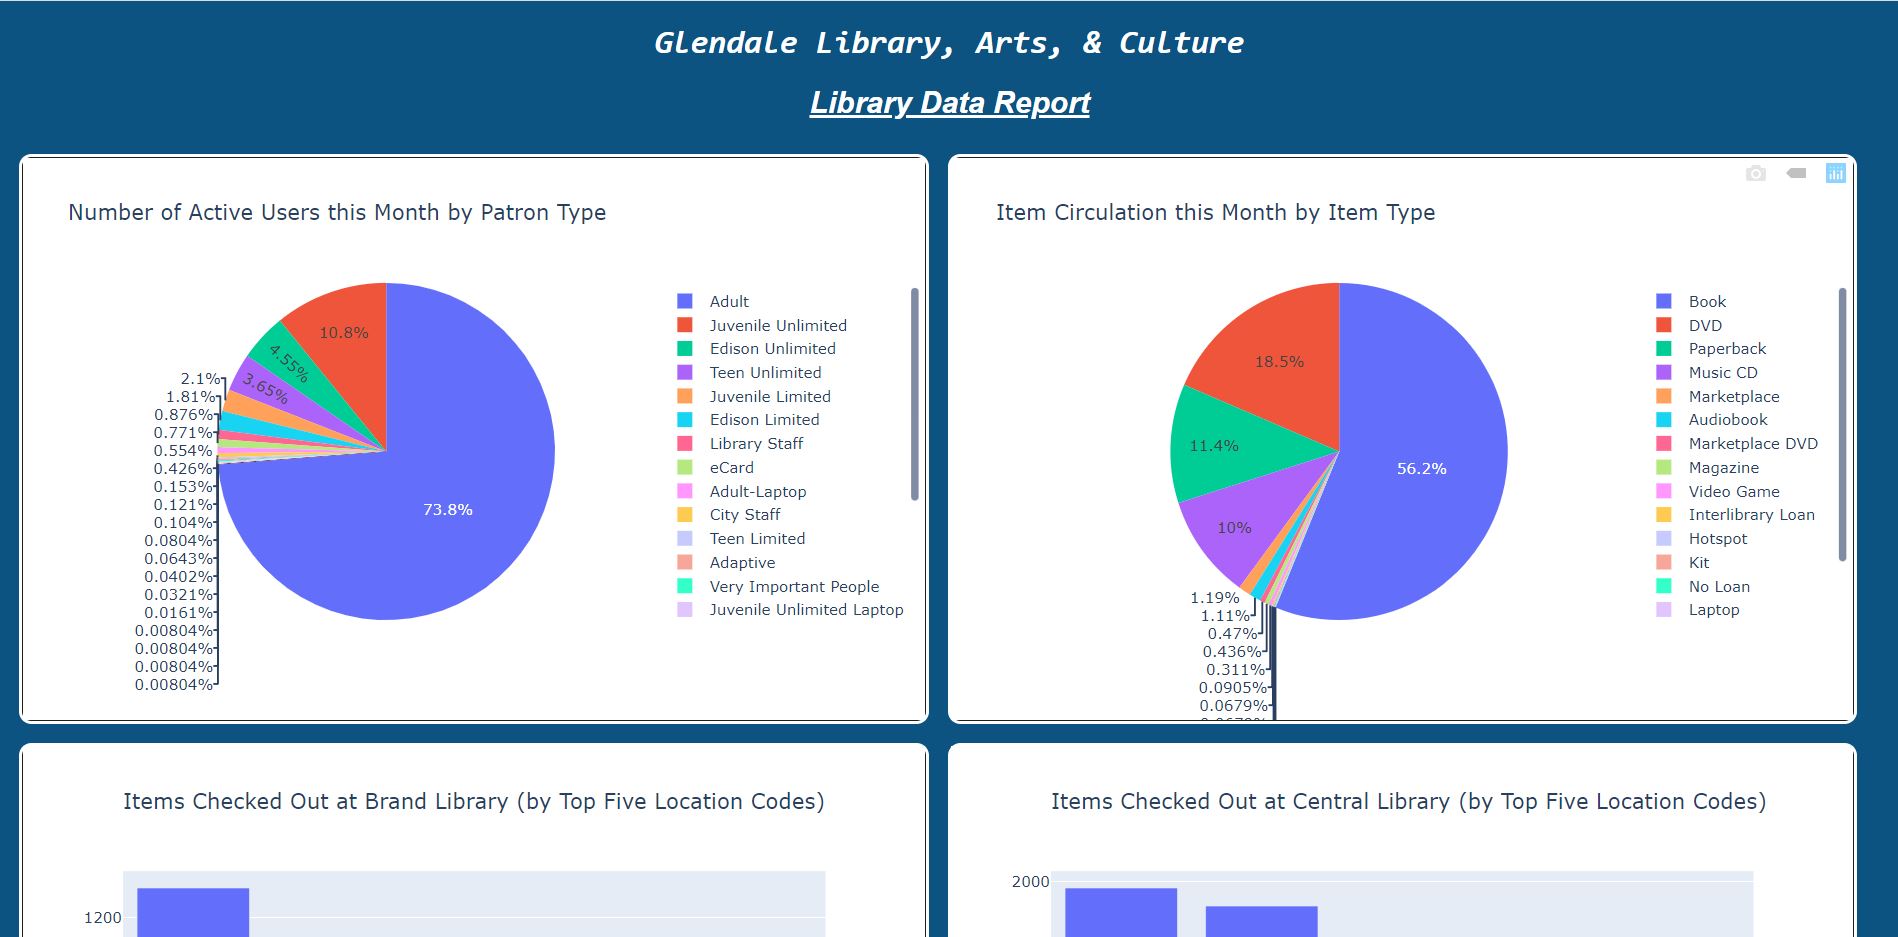 Glendale Library, Arts, & Culture
Library Data Report
Number of Active Users this Month by Patron Type
10.8%
4.55%
3.65%
2.1%
1.81%
0.876%
0.771%
0.554%
0.426%
0.153%
0.121%
0.104%
0.0804%
0.0643%
0.0402%
0.0321%
0.0161%
0.00804%
0.00804%
0.00804%
0.00804%
73.8%
Adult
Juvenile Unlimited
Edison Unlimited
Teen Unlimited
Juvenile Limited
Edison Limited
Library Staff
eCard
Adult-Laptop
City Staff
Teen Limited
Adaptive
Very Important People
Juvenile Unlimited Laptop
Item Circulation this Month by Item Type
18.5%
11.4%
10%
56.2%
1.19%
1.11%
0.47%
0.436%
0.311%
0.0905%
0.0679%
Book
DVD
Paperback
Music CD
Marketplace
Audiobook
Marketplace DVD
Magazine
Video Game
Interlibrary Loan
Hotspot
Kit
No Loan
Laptop
Items Checked Out at Brand Library (by Top Five Location Codes)
1200
Items Checked Out at Central Library (by Top Five Location Codes)
2000